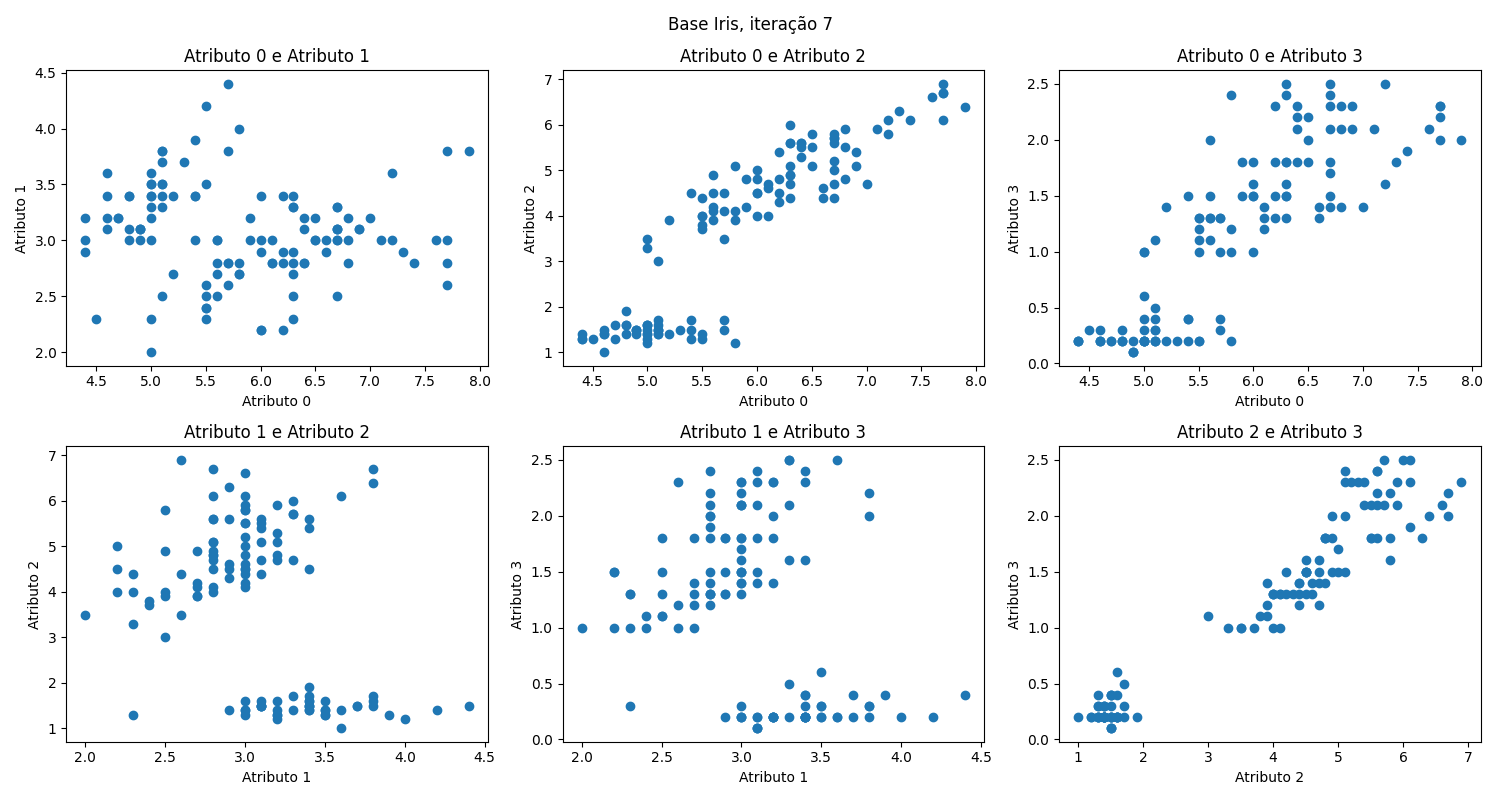 Base Iris, iteração 7
Atributo 0 e Atributo 1
4.5
4.0
3.5
3.0
2.5
2.0
Atributo 1
4.5 5.0 5.5 6.0 6.5 7.0 7.5 8.0
Atributo 0
Atributo 0 e Atributo 2
7
6
5
4
3
2
1
Atributo 2
4.5 5.0 5.5 6.0 6.5 7.0 7.5 8.0
Atributo 0
Atributo 0 e Atributo 3
2.5
2.0
1.5
1.0
0.5
0.0
Atributo 3
4.5 5.0 5.5 6.0 6.5 7.0 7.5 8.0
Atributo 0
Atributo 1 e Atributo 2
7
6
5
4
3
2
1
Atributo 2
2.0 2.5 3.0 3.5 4.0 4.5
Atributo 1
Atributo 1 e Atributo 3
2.5
2.0
1.5
1.0
0.5
0.0
Atributo 3
2.0 2.5 3.0 3.5 4.0 4.5
Atributo 1
Atributo 2 e Atributo 3
2.5
2.0
1.5
1.0
0.5
0.0
Atributo 3
1 2 3 4 5 6 7
Atributo 2